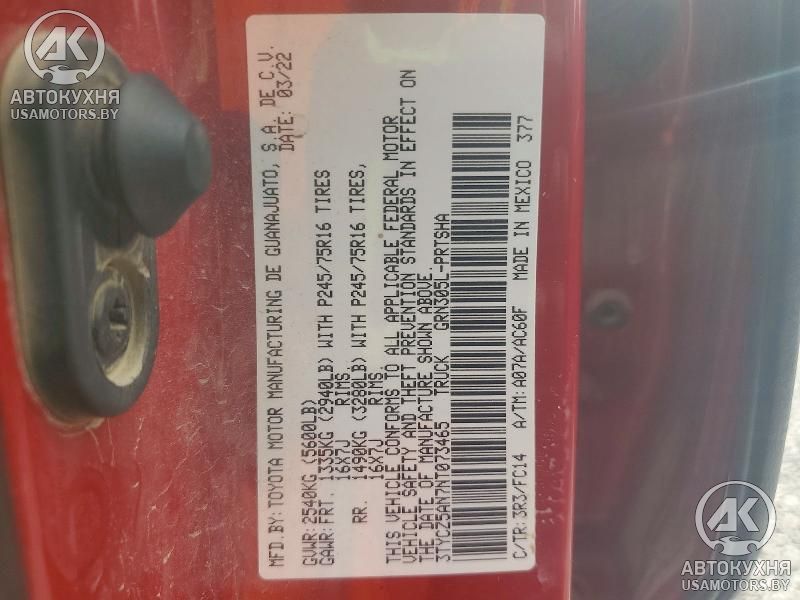 MFD.BY: TOYOTA MOTOR MANUFACTURING DE GUANAJUATO, S.A. DE C.V.
DATE: 03/22
GVWR: 2540KG (5600LB)
GAWR: FRT. 1335KG (2940LB) WITH P245/75R16 TIRES
16X7J RIMS.
RR. 1490KG (3280LB) WITH P245/75R16 TIRES,
16X7J RIMS.
THIS VEHICLE CONFORMS TO ALL APPLICABLE FEDERAL MOTOR
VEHICLE SAFETY AND THEFT PREVENTION STANDARDS IN EFFECT ON
THE DATE OF MANUFACTURE SHOWN ABOVE.
3TYCZ5AN7NT073465 TRUCK GRN305L-PRTSHA
C/TR: 3R3/FC14 A/TM: A07A/AC60F MADE IN MEXICO 377
АК
АВТОКУХНЯ
USAMOTORS.BY
АК
АВТОКУХНЯ
USAMOTORS.BY